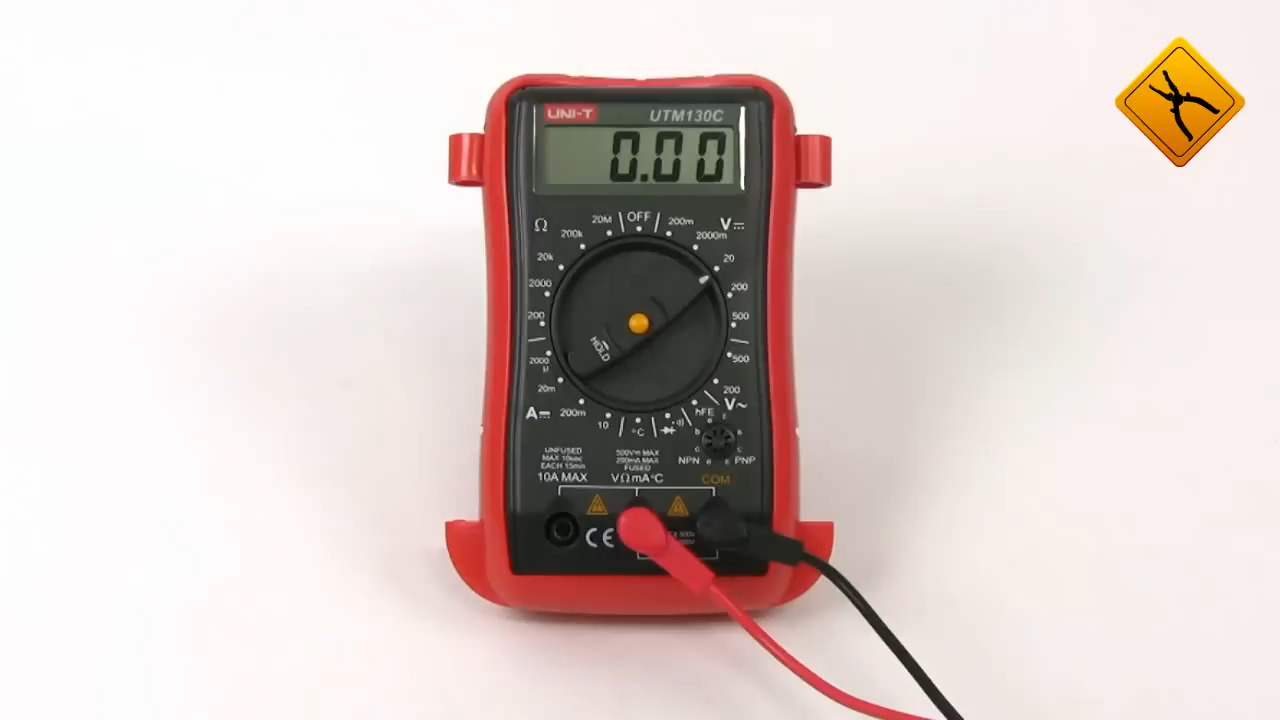 UNI-T UTM130C
0.00
Ω 20M OFF 200m V
200k 2000m
20k 20
2000 200
200 500
2000 500
μ
20m 200
A 200m V~
10 °C hFE
UNFUSED
MAX 10sec
EACH 15min
10A MAX
500V MAX
200mA MAX
FUSED
VΩmA°C
NPN PNP
COM
HOLD
CE